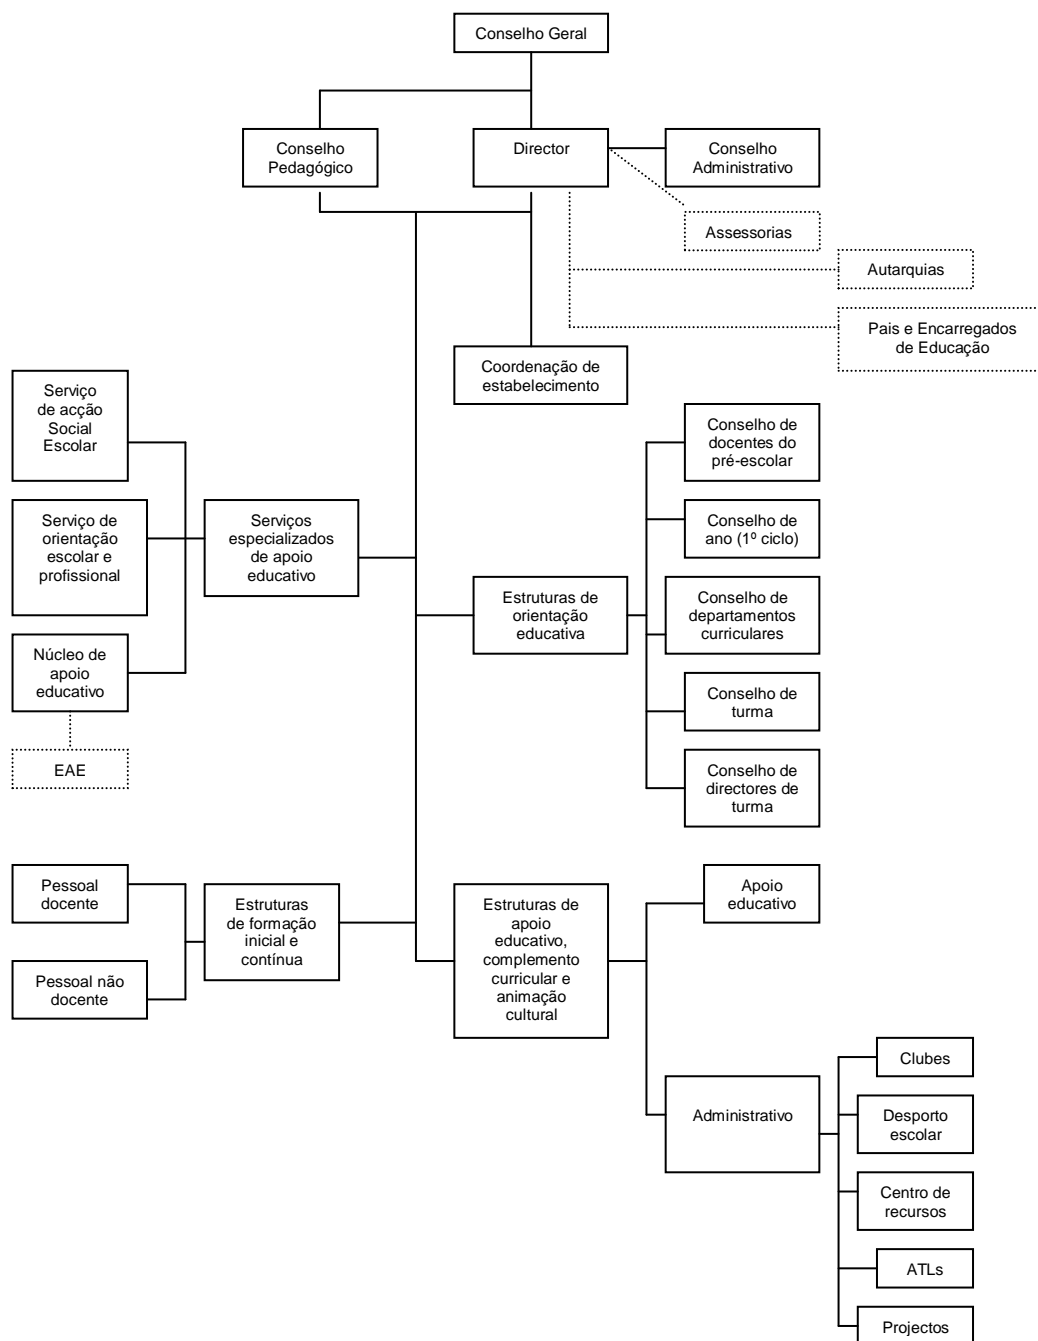 Conselho Geral
Conselho
Pedagógico
Director
Conselho
Administrativo
Assessorias
Autarquias
Pais e Encarregados
de Educação
Coordenação de
estabelecimento
Serviço
de acção
Social
Escolar
Serviço de
orientação
escolar e
profissional
Núcleo de
apoio
educativo
EAE
Serviços
especializados
de apoio
educativo
Estruturas de
orientação
educativa
Conselho de
docentes do
pré-escolar
Conselho de
ano (1º ciclo)
Conselho de
departamentos
curriculares
Conselho de
turma
Conselho de
directores de
turma
Pessoal
docente
Pessoal não
docente
Estruturas
de formação
inicial e
contínua
Estruturas de
apoio
educativo,
complemento
curricular e
animação
cultural
Apoio
educativo
Administrativo
Clubes
Desporto
escolar
Centro de
recursos
ATLs
Projectos